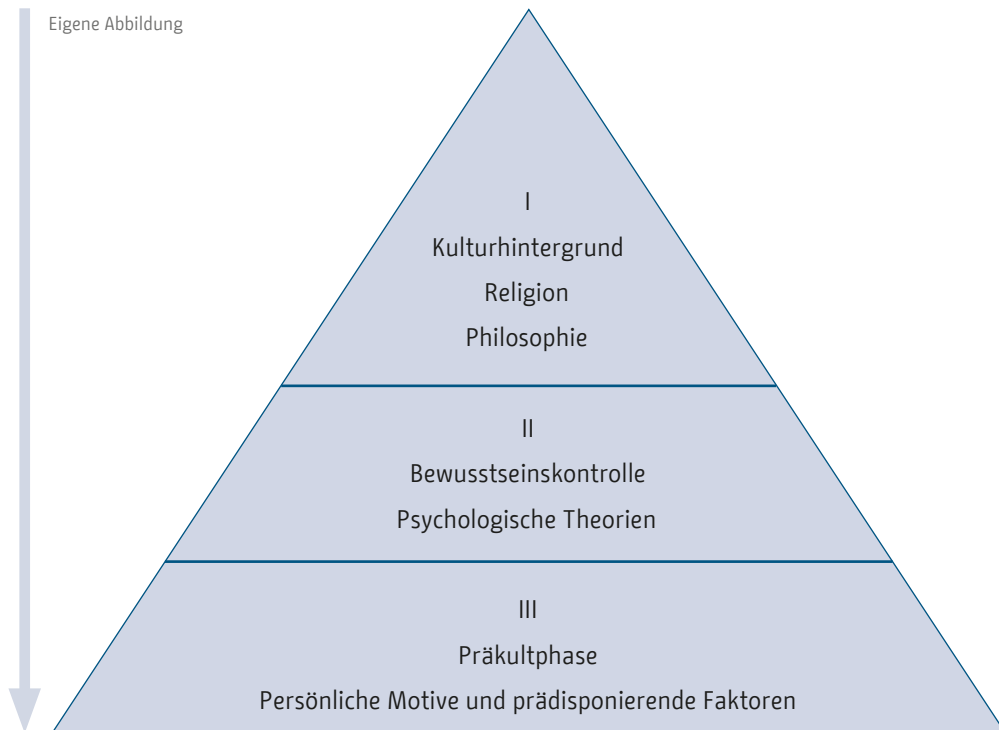 Eigene Abbildung
I
Kulturhintergrund
Religion
Philosophie
II
Bewusstseinskontrolle
Psychologische Theorien
III
Präkultphase
Persönliche Motive und prädisponierende Faktoren